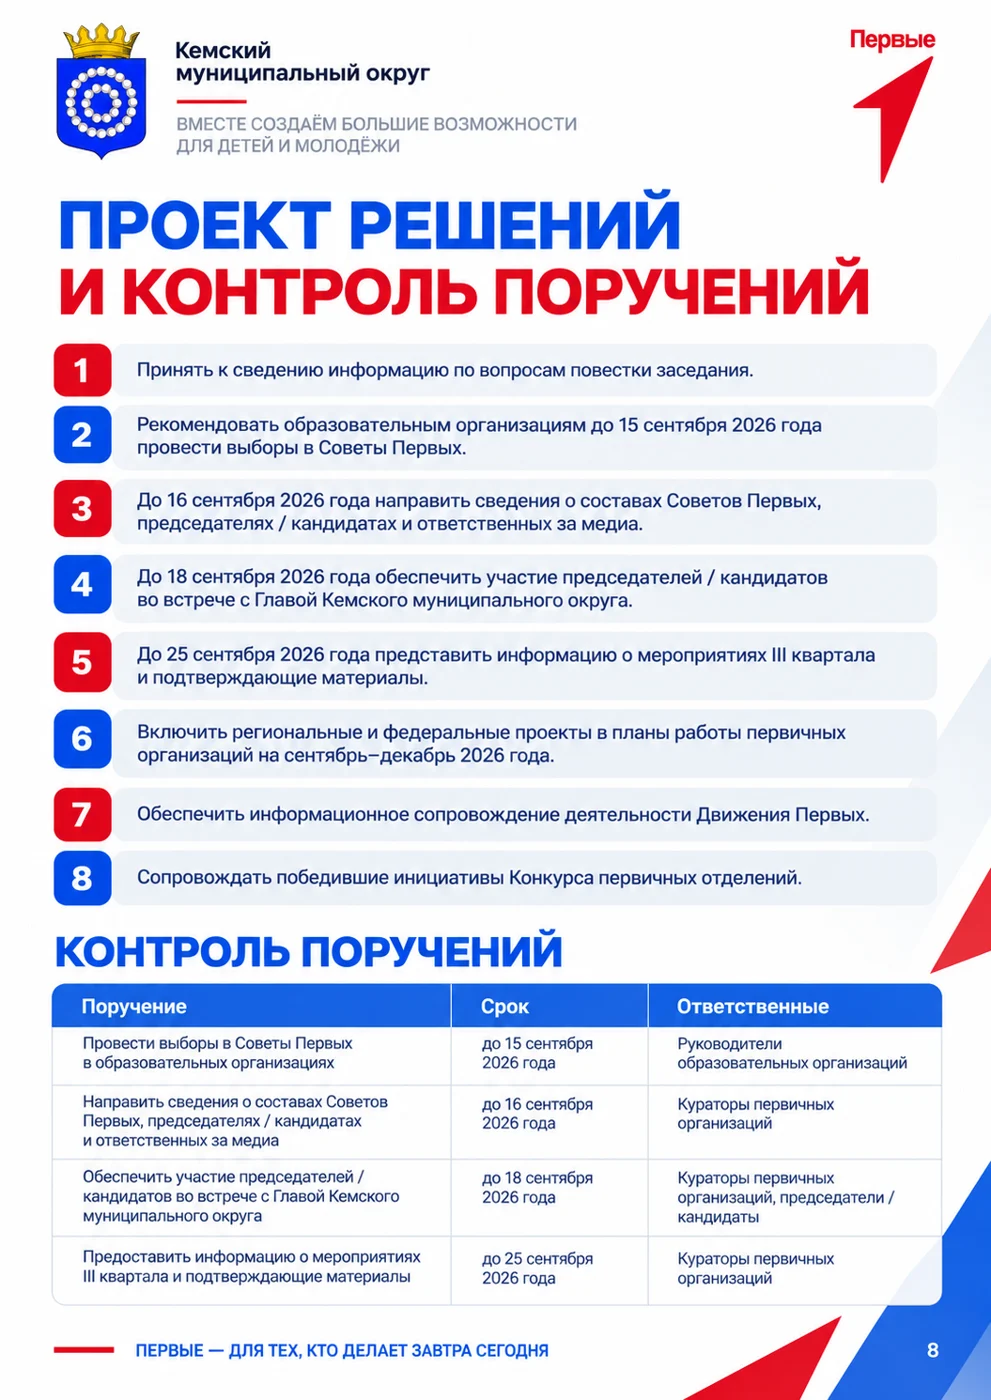 Кемский
муниципальный округ
ВМЕСТЕ СОЗДАЁМ БОЛЬШИЕ ВОЗМОЖНОСТИ
ДЛЯ ДЕТЕЙ И МОЛОДЁЖИ
Первые
ПРОЕКТ РЕШЕНИЙ
И КОНТРОЛЬ ПОРУЧЕНИЙ
1
Принять к сведению информацию по вопросам повестки заседания.
2
Рекомендовать образовательным организациям до 15 сентября 2026 года
провести выборы в Советы Первых.
3
До 16 сентября 2026 года направить сведения о составах Советов Первых,
председателях / кандидатах и ответственных за медиа.
4
До 18 сентября 2026 года обеспечить участие председателей / кандидатов
во встрече с Главой Кемского муниципального округа.
5
До 25 сентября 2026 года представить информацию о мероприятиях III квартала
и подтверждающие материалы.
6
Включить региональные и федеральные проекты в планы работы первичных
организаций на сентябрь–декабрь 2026 года.
7
Обеспечить информационное сопровождение деятельности Движения Первых.
8
Сопровождать победившие инициативы Конкурса первичных отделений.
КОНТРОЛЬ ПОРУЧЕНИЙ
Поручение
Срок
Ответственные
Провести выборы в Советы Первых
в образовательных организациях
до 15 сентября
2026 года
Руководители
образовательных организаций
Направить сведения о составах Советов
Первых, председателях / кандидатах
и ответственных за медиа
до 16 сентября
2026 года
Кураторы первичных
организаций
Обеспечить участие председателей /
кандидатов во встрече с Главой Кемского
муниципального округа
до 18 сентября
2026 года
Кураторы первичных
организаций, председатели /
кандидаты
Предоставить информацию о мероприятиях
III квартала и подтверждающие материалы
до 25 сентября
2026 года
Кураторы первичных
организаций
ПЕРВЫЕ — ДЛЯ ТЕХ, КТО ДЕЛАЕТ ЗАВТРА СЕГОДНЯ
8